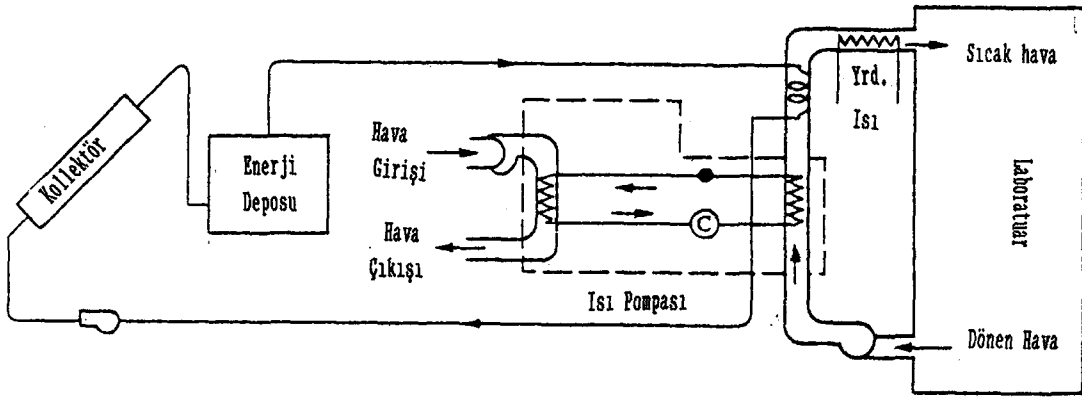 Kollektör
Enerji
Deposu
Hava
Girişi
Hava
Çıkışı
C
Isı Pompası
Yrd.
Isı
Sıcak hava
Laboratuar
Dönen Hava